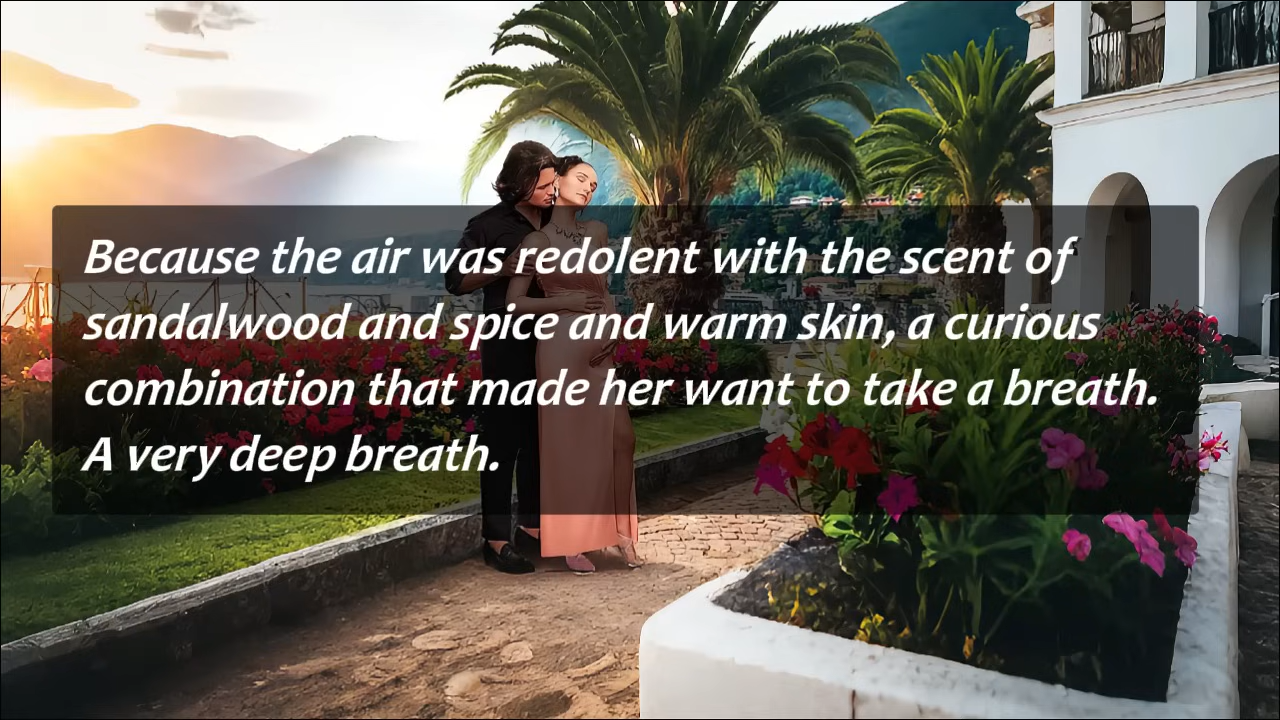 Because the air was redolent with the scent of
sandalwood and spice and warm skin, a curious
combination that made her want to take a breath.
A very deep breath.